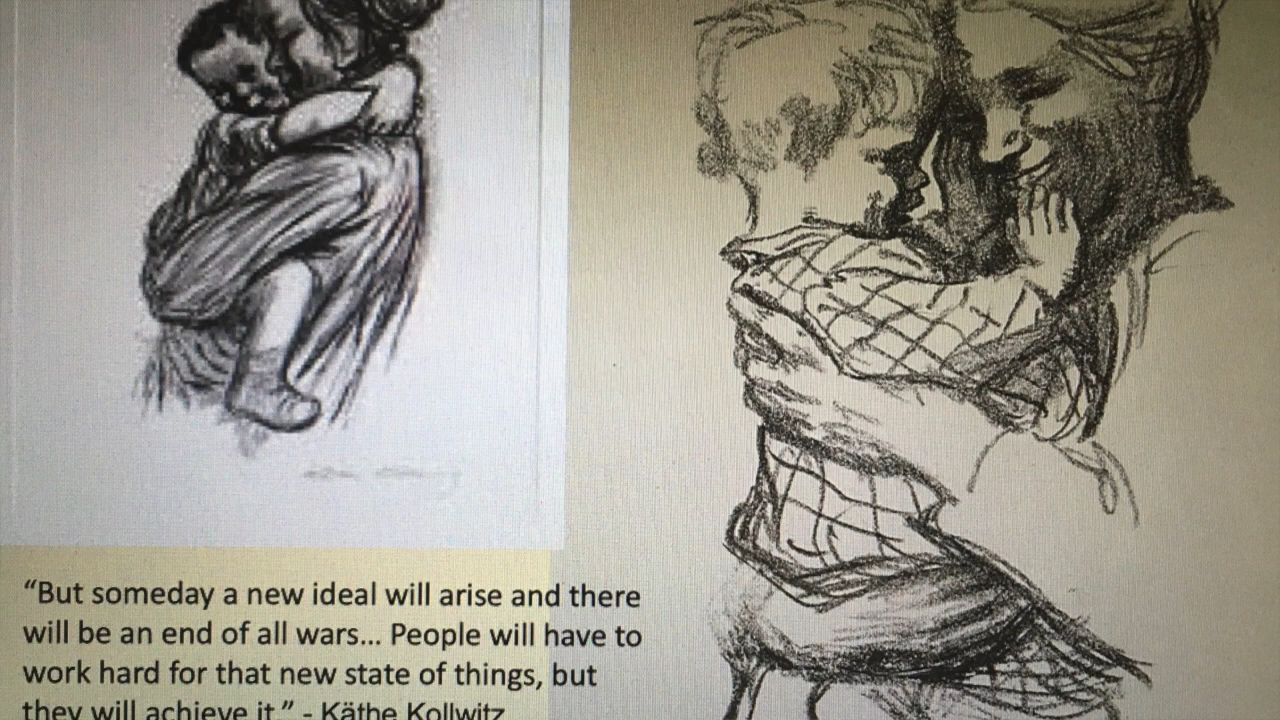 “But someday a new ideal will arise and there
will be an end of all wars... People will have to
work hard for that new state of things, but
they will achieve it.” - Käthe Kollwitz